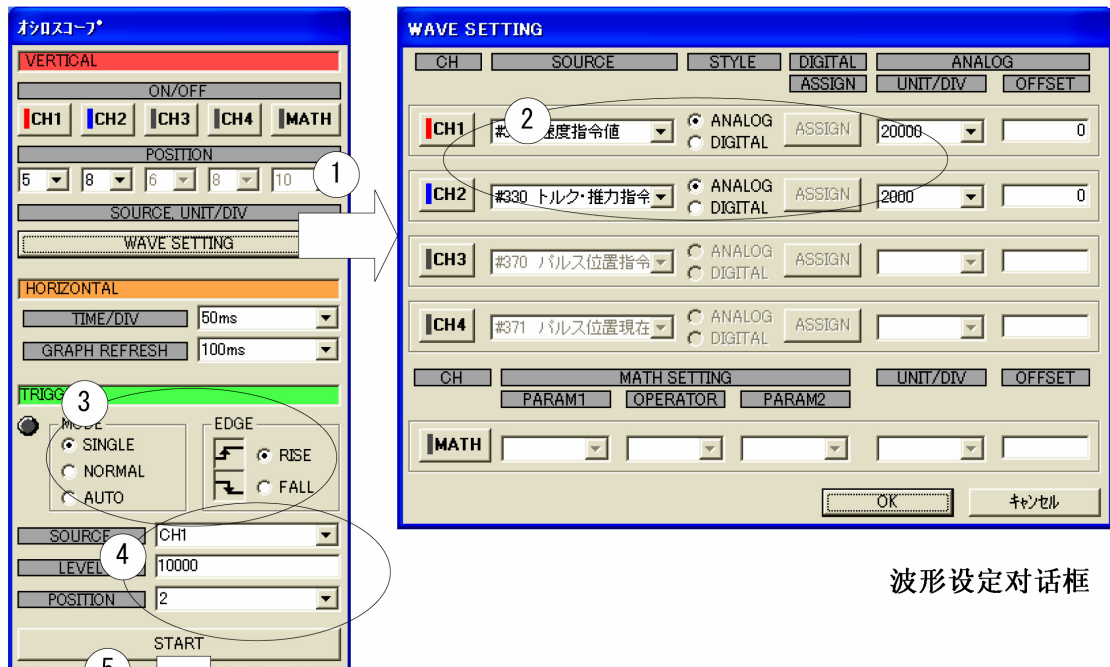 オシロスコープ
VERTICAL
ON/OFF
CH1 CH2 CH3 CH4 MATH
POSITION
5 8 6 8 10
1
SOURCE, UNIT/DIV
WAVE SETTING
HORIZONTAL
TIME/DIV 50ms
GRAPH REFRESH 100ms
3
MODE EDGE
SINGLE RISE
NORMAL
AUTO FALL
SOURCE CH1
4
LEVEL 10000
POSITION 2
START
5
WAVE SETTING
CH SOURCE STYLE DIGITAL ANALOG
ASSIGN UNIT/DIV OFFSET
2
CH1 速度指令値 ANALOG DIGITAL ASSIGN 20000 0
CH2 #330 トルク・推力指令 ANALOG DIGITAL ASSIGN 2000 0
CH3 #370 パルス位置指令 ANALOG DIGITAL ASSIGN
CH4 #371 パルス位置現在 ANALOG DIGITAL ASSIGN
CH MATH SETTING UNIT/DIV OFFSET
PARAM1 OPERATOR PARAM2
MATH
OK キャンセル
波形设定对话框